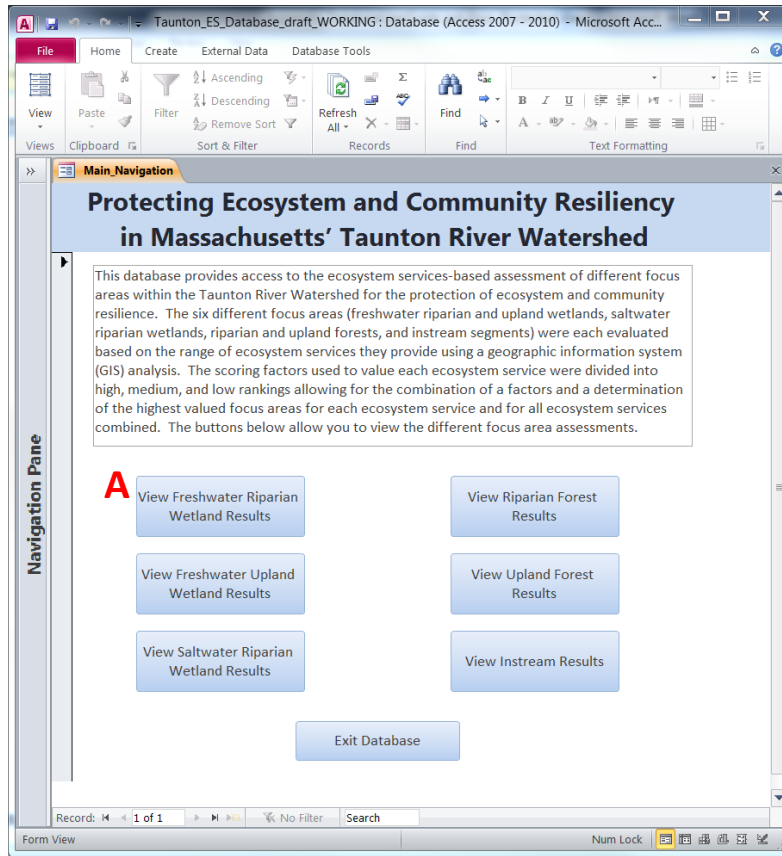 Taunton_ES_Database_draft_WORKING : Database (Access 2007 - 2010) - Microsoft Acc...
File Home Create External Data Database Tools
View
Views
Paste
Clipboard
Filter
Ascending
Descending
Remove Sort
Sort & Filter
Refresh
All
Records
Find
Find
B I U
A
Text Formatting
Main_Navigation
Protecting Ecosystem and Community Resiliency
in Massachusetts' Taunton River Watershed
This database provides access to the ecosystem services-based assessment of different focus
areas within the Taunton River Watershed for the protection of ecosystem and community
resilience. The six different focus areas (freshwater riparian and upland wetlands, saltwater
riparian wetlands, riparian and upland forests, and instream segments) were each evaluated
based on the range of ecosystem services they provide using a geographic information system
(GIS) analysis. The scoring factors used to value each ecosystem service were divided into
high, medium, and low rankings allowing for the combination of a factors and a determination
of the highest valued focus areas for each ecosystem service and for all ecosystem services
combined. The buttons below allow you to view the different focus area assessments.
Navigation Pane
A
View Freshwater Riparian
Wetland Results
View Riparian Forest
Results
View Freshwater Upland
Wetland Results
View Upland Forest
Results
View Saltwater Riparian
Wetland Results
View Instream Results
Exit Database
Record: 1 of 1 No Filter Search
Form View Num Lock